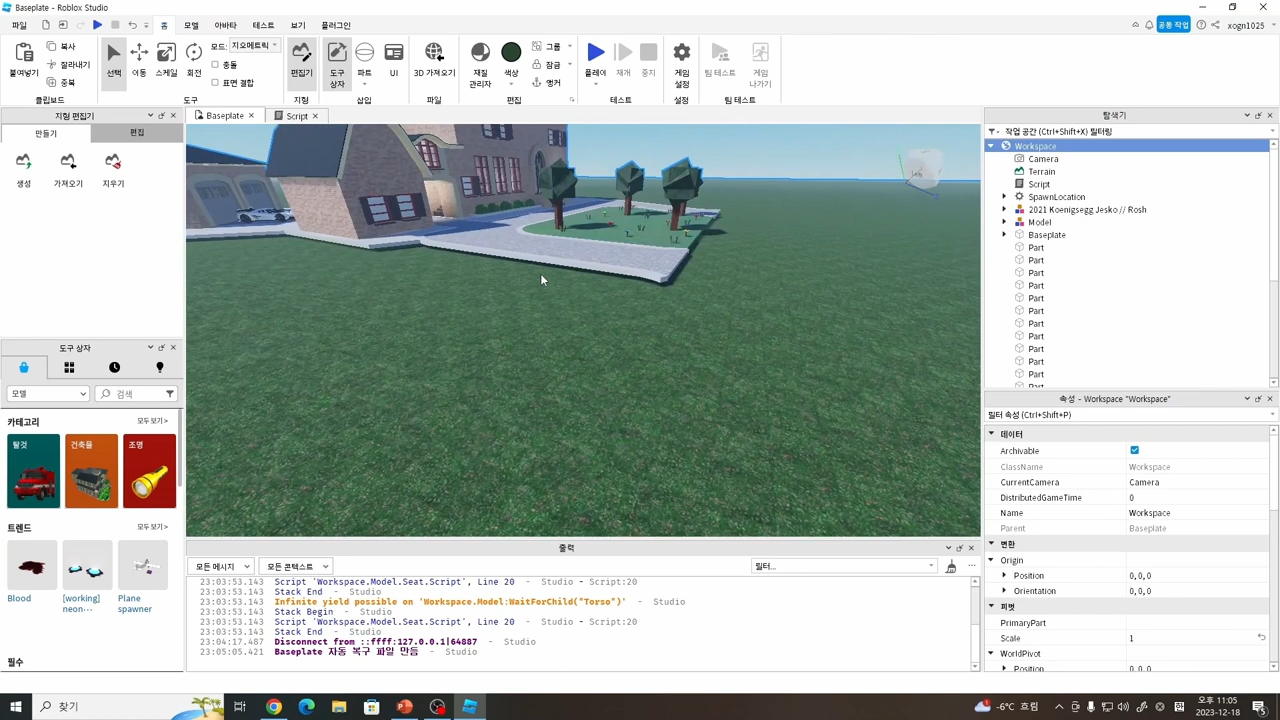 Baseplate - Roblox Studio
파일
홈
모델
아바타
테스트
보기
플러그인
공동 작업
xogn1025
붙여넣기
복사
잘라내기
중복
클립보드
선택
이동
스케일
회전
모드:
지오메트릭
충돌
표면 결합
도구
편집기
지형
도구
상자
파트
UI
삽입
3D 가져오기
파일
재질
관리자
색상
그룹
잠금
앵커
편집
플레이
재개
중지
테스트
게임
설정
설정
팀 테스트
게임
나가기
팀 테스트
지형 편집기
만들기
편집
생성
가져오기
지우기
Baseplate
Script
도구 상자
모델
검색
카테고리
모두 보기 >
탈것
건축물
조명
트렌드
모두 보기 >
Blood
[working]
neon…
Plane
spawner
필수
출력
모든 메시지
모든 콘텍스트
필터...
23:03:53.143 Script 'Workspace.Model.Seat.Script', Line 20 - Studio - Script:20
23:03:53.143 Stack End - Studio
23:03:53.143 Infinite yield possible on 'Workspace.Model:WaitForChild("Torso")' - Studio
23:03:53.143 Stack Begin - Studio
23:03:53.143 Script 'Workspace.Model.Seat.Script', Line 20 - Studio - Script:20
23:03:53.143 Stack End - Studio
23:04:17.487 Disconnect from ::ffff:127.0.0.1|64887 - Studio
23:05:05.421 Baseplate 자동 복구 파일 만듦 - Studio
탐색기
작업 공간 (Ctrl+Shift+X) 필터링
Workspace
Camera
Terrain
Script
SpawnLocation
2021 Koenigsegg Jesko // Rosh
Model
Baseplate
Part
Part
Part
Part
Part
Part
Part
Part
Part
Part
Part
Part
속성 - Workspace "Workspace"
필터 속성 (Ctrl+Shift+P)
데이터
Archivable
ClassName Workspace
CurrentCamera Camera
DistributedGameTime 0
Name Workspace
Parent Baseplate
변환
Origin
Position 0,0,0
Orientation 0,0,0
피벗
PrimaryPart
Scale 1
WorldPivot
Position 0,0,0
찾기
-6°C 흐림
오후 11:05
2023-12-18